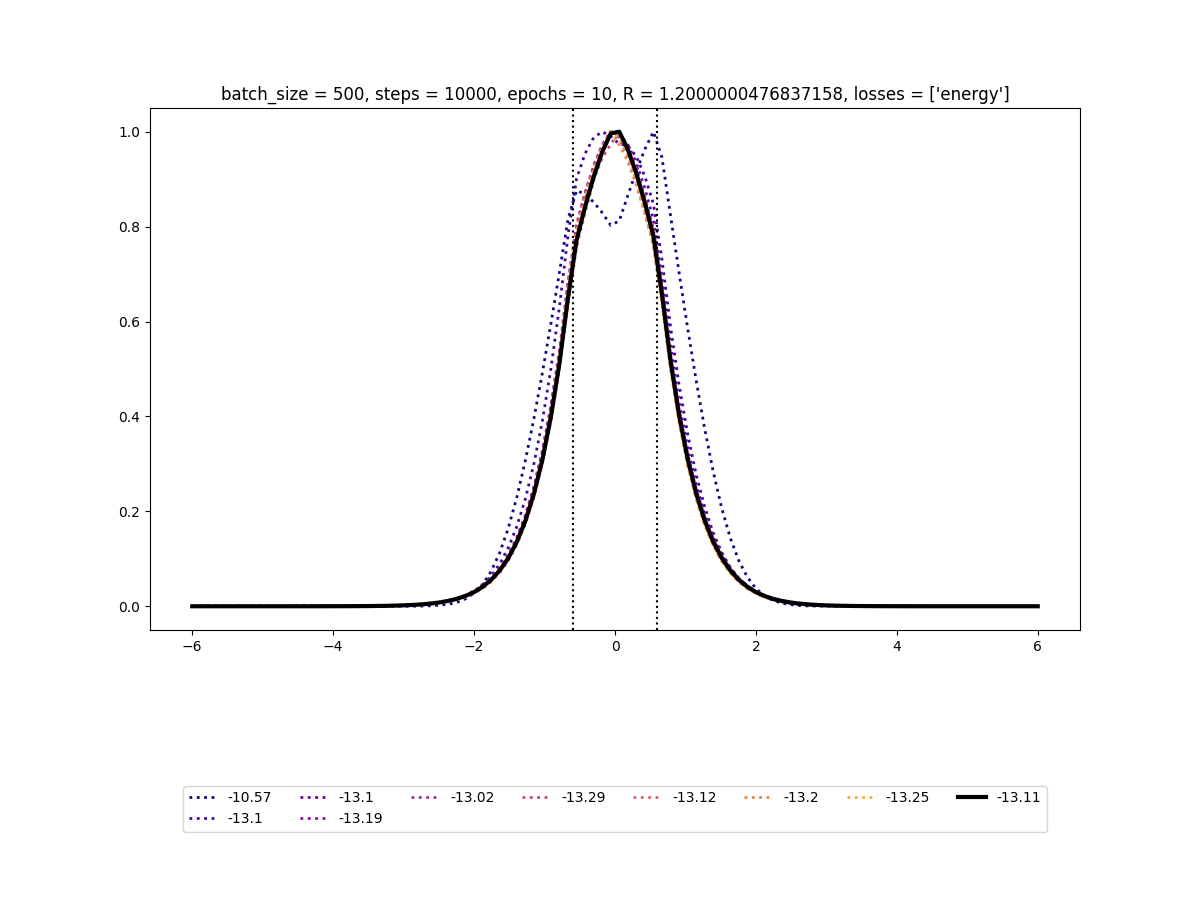 batch_size = 500, steps = 10000, epochs = 10, R = 1.2000000476837158, losses = ['energy']
1.0
0.8
0.6
0.4
0.2
0.0
−6 −4 −2 0 2 4 6
-10.57 -13.1 -13.02 -13.29 -13.12 -13.2 -13.25 -13.11
-13.1 -13.19